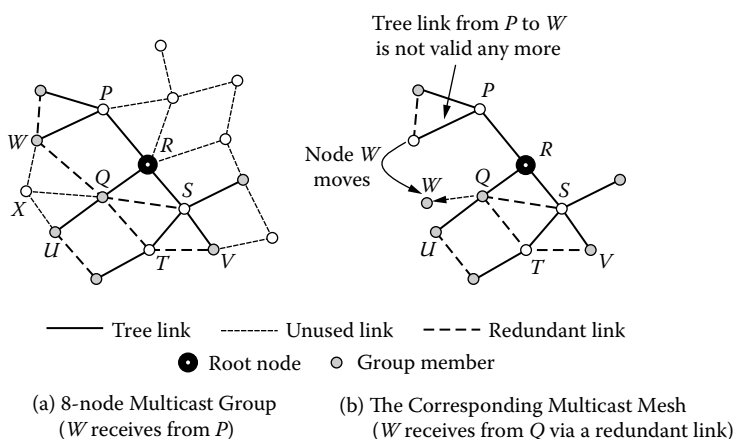 Tree link from P to W
is not valid any more
P
W
R
Q
S
X
U
T
V
P
R
Node W
moves
W
Q
S
U
T
V
Tree link
Unused link
Redundant link
Root node
Group member
(a) 8-node Multicast Group
(W receives from P)
(b) The Corresponding Multicast Mesh
(W receives from Q via a redundant link)